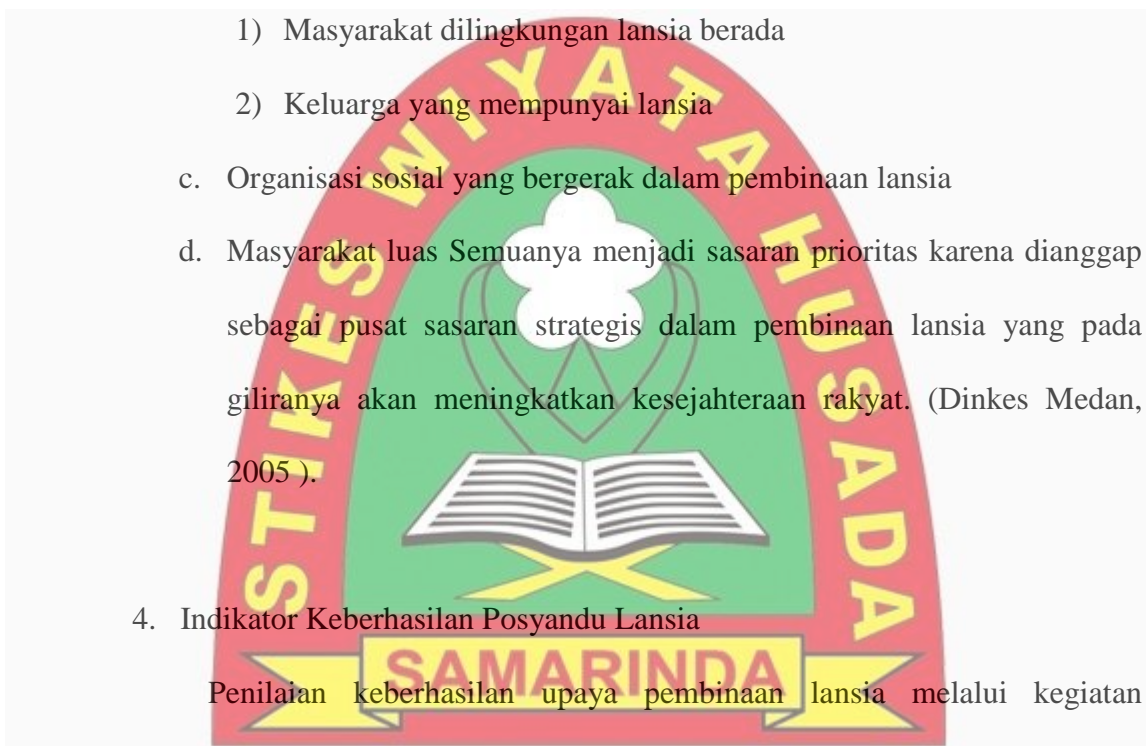 1) Masyarakat dilingkungan lansia berada
2) Keluarga yang mempunyai lansia
c. Organisasi sosial yang bergerak dalam pembinaan lansia
d. Masyarakat luas Semuanya menjadi sasaran prioritas karena dianggap
sebagai pusat sasaran strategis dalam pembinaan lansia yang pada
giliranya akan meningkatkan kesejahteraan rakyat. (Dinkes Medan,
2005 ).
4. Indikator Keberhasilan Posyandu Lansia
Penilaian keberhasilan upaya pembinaan lansia melalui kegiatan
STIKES WIYATA HUSADA
SAMARINDA